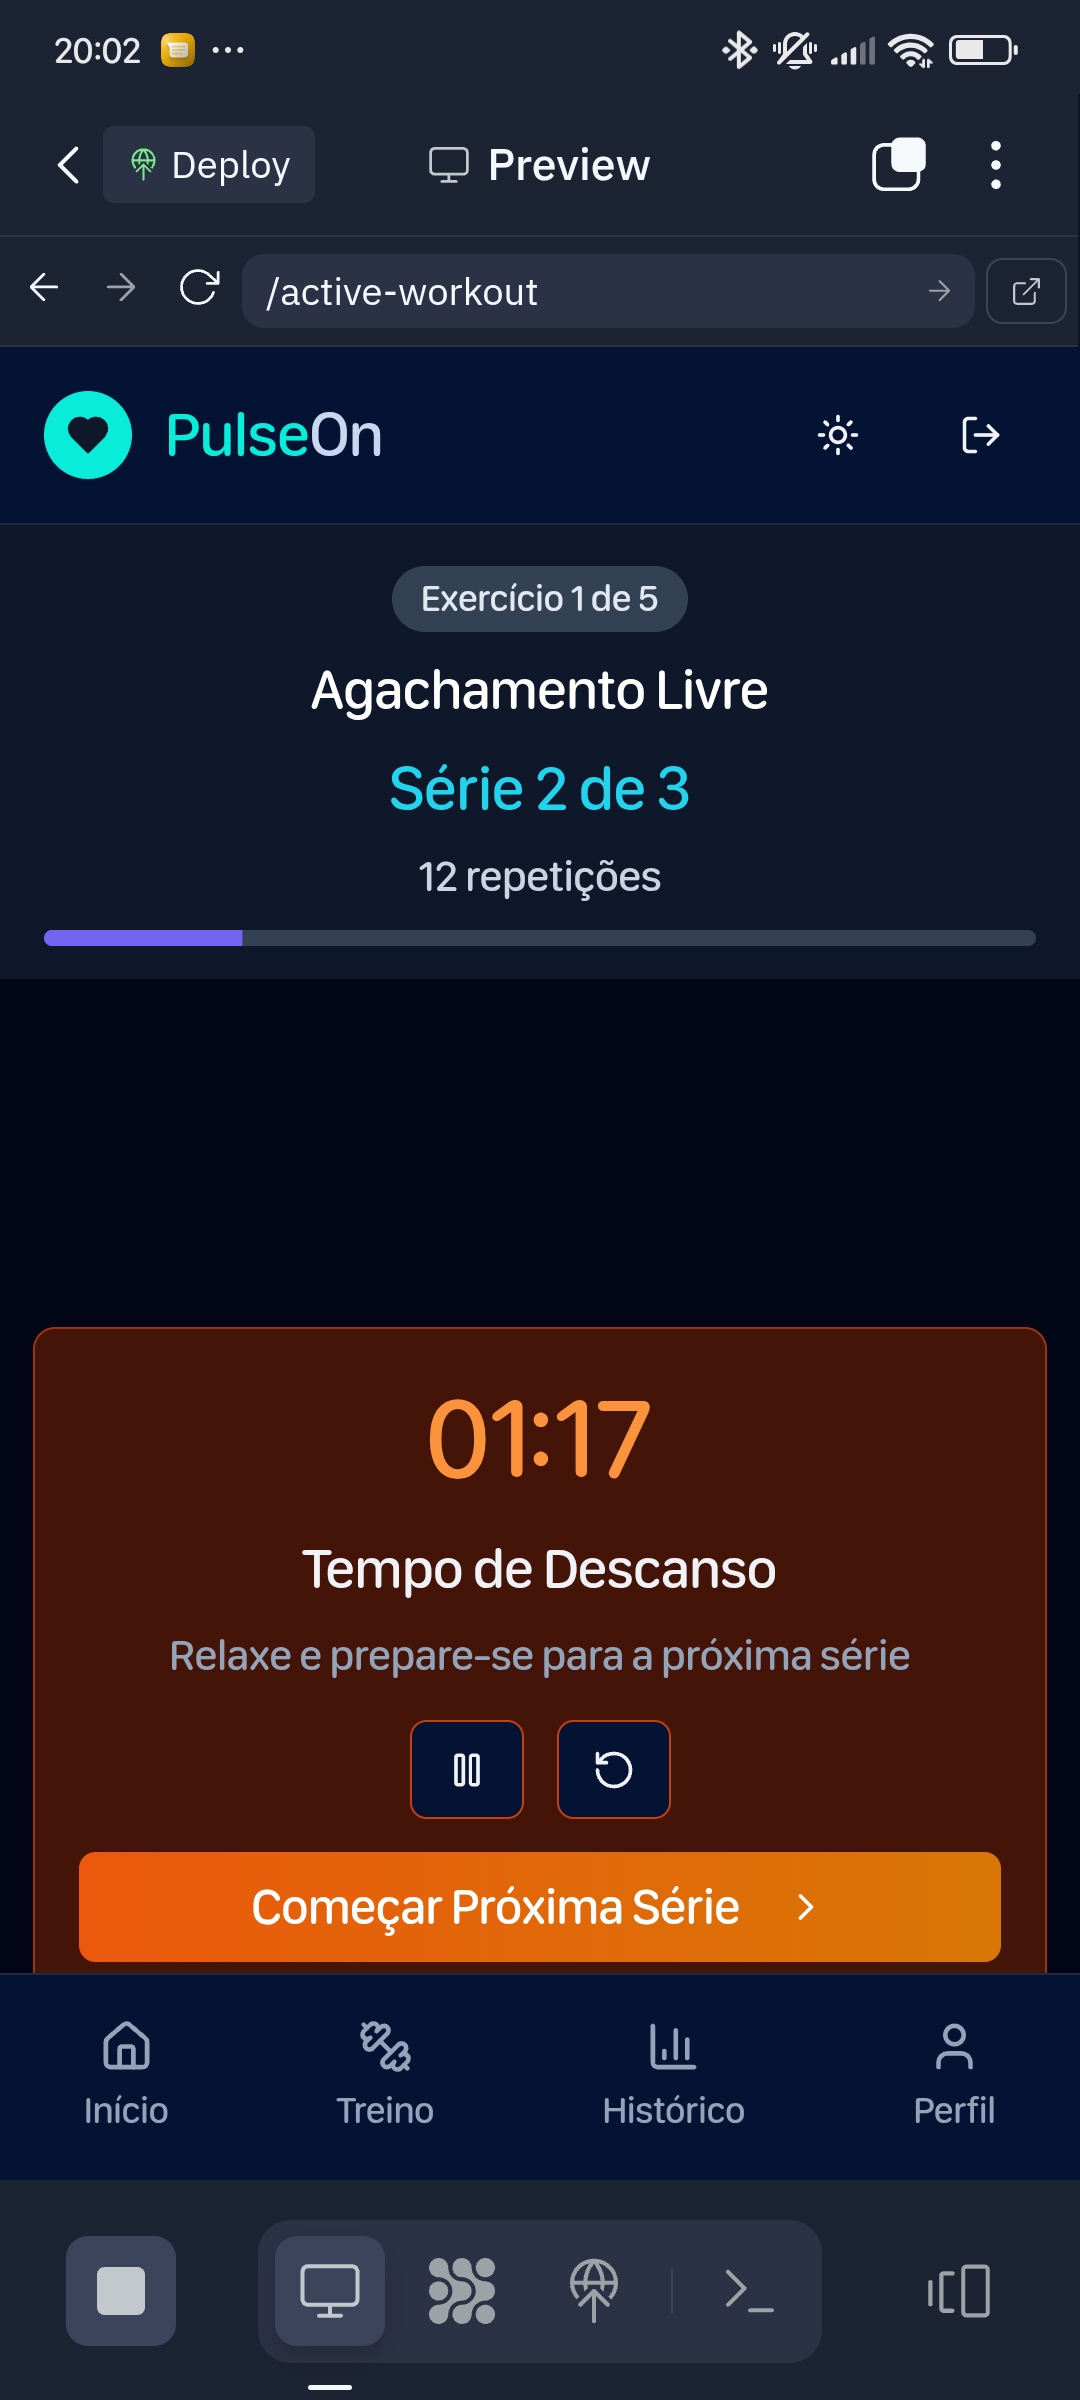 20:02
Deploy
Preview
/active-workout
PulseOn
Exercício 1 de 5
Agachamento Livre
Série 2 de 3
12 repetições
01:17
Tempo de Descanso
Relaxe e prepare-se para a próxima série
Começar Próxima Série
Início
Treino
Histórico
Perfil